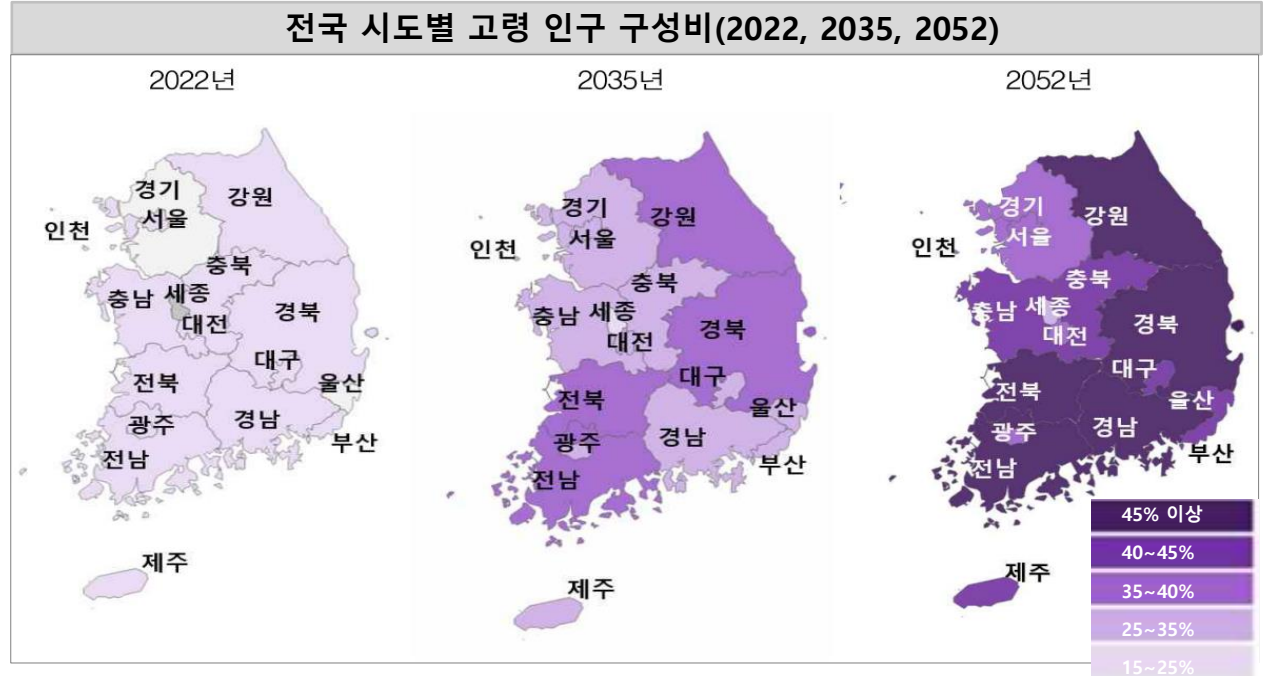 전국 시도별 고령 인구 구성비(2022, 2035, 2052)
2022년
경기
서울
강원
인천
충북
충남
세종
대전
경북
대구
전북
울산
광주
경남
부산
전남
제주
2035년
경기
서울
강원
인천
충북
충남
세종
대전
경북
대구
전북
울산
광주
경남
부산
전남
제주
2052년
경기
서울
강원
인천
충북
충남
세종
대전
경북
대구
전북
울산
광주
경남
부산
전남
제주
45% 이상
40~45%
35~40%
25~35%
15~25%